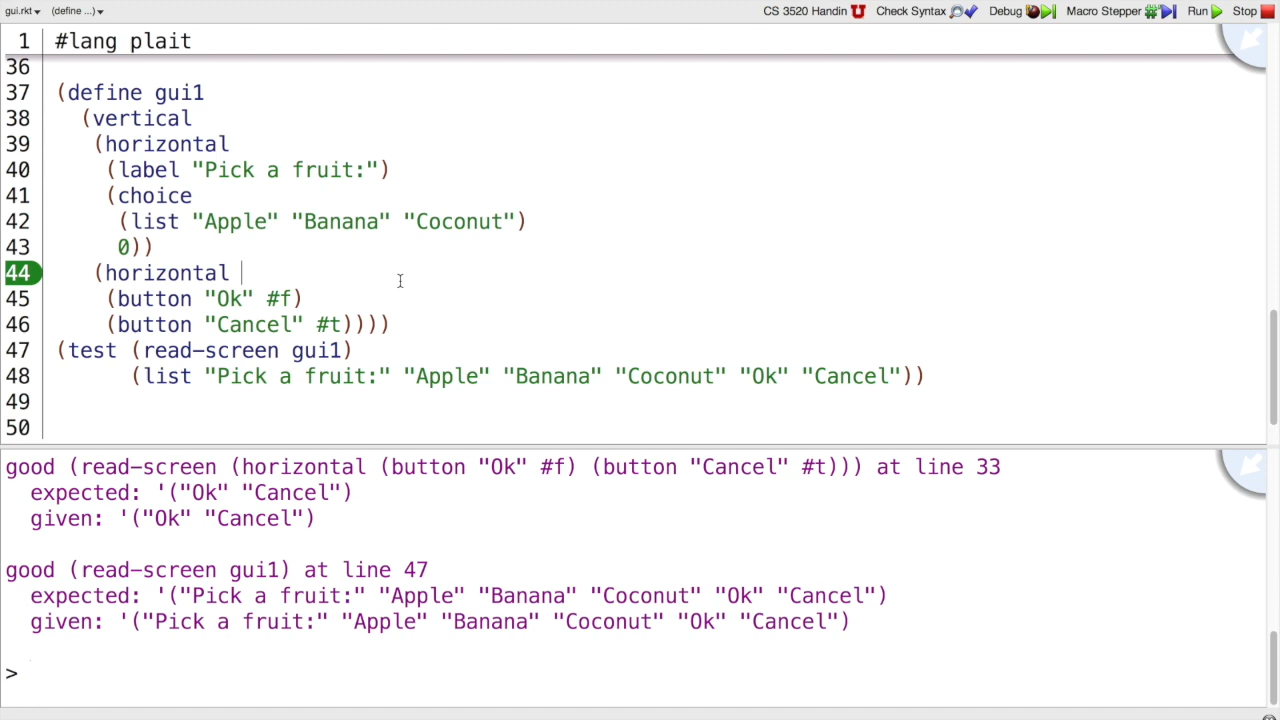 gui.rkt▾ (define ...)▾ CS 3520 Handin Check Syntax Debug Macro Stepper Run Stop
1 #lang plait
36
37 (define gui1
38   (vertical
39    (horizontal
40     (label "Pick a fruit:")
41     (choice
42      (list "Apple" "Banana" "Coconut")
43      0))
44    (horizontal
45     (button "Ok" #f)
46     (button "Cancel" #t))))
47 (test (read-screen gui1)
48       (list "Pick a fruit:" "Apple" "Banana" "Coconut" "Ok" "Cancel"))
49
50
good (read-screen (horizontal (button "Ok" #f) (button "Cancel" #t))) at line 33
  expected: '("Ok" "Cancel")
  given: '("Ok" "Cancel")
good (read-screen gui1) at line 47
  expected: '("Pick a fruit:" "Apple" "Banana" "Coconut" "Ok" "Cancel")
  given: '("Pick a fruit:" "Apple" "Banana" "Coconut" "Ok" "Cancel")
>